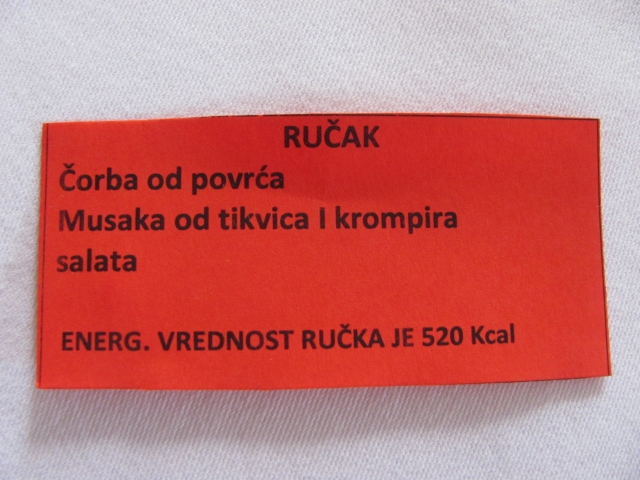 RUČAK
Čorba od povrća
Musaka od tikvica I krompira
salata
ENERG. VREDNOST RUČKA JE 520 Kcal